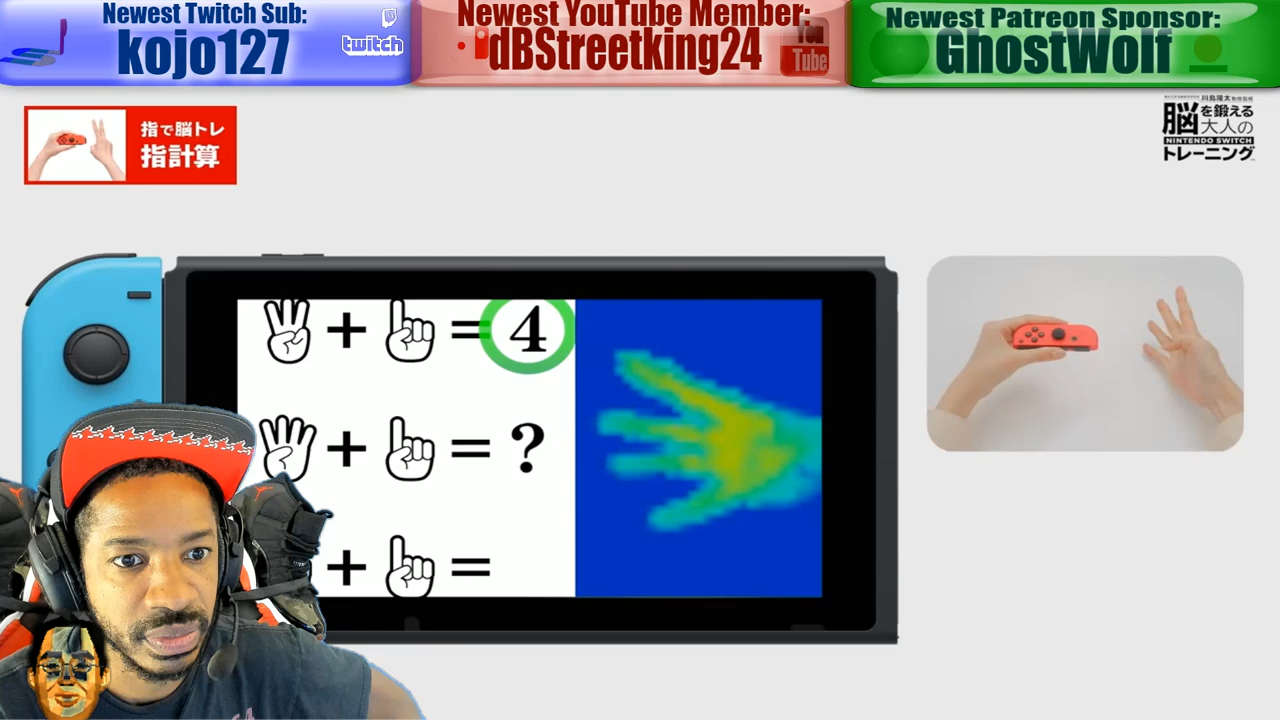 Newest Twitch Sub:
kojo127
twitch
Newest YouTube Member:
dBStreetking24
You
Tube
Newest Patreon Sponsor:
GhostWolf
指で脳トレ
指計算
川島隆太教授監修
脳を鍛える
大人の
NINTENDO SWITCH
トレーニング
+ = 4
+ = ?
+ =